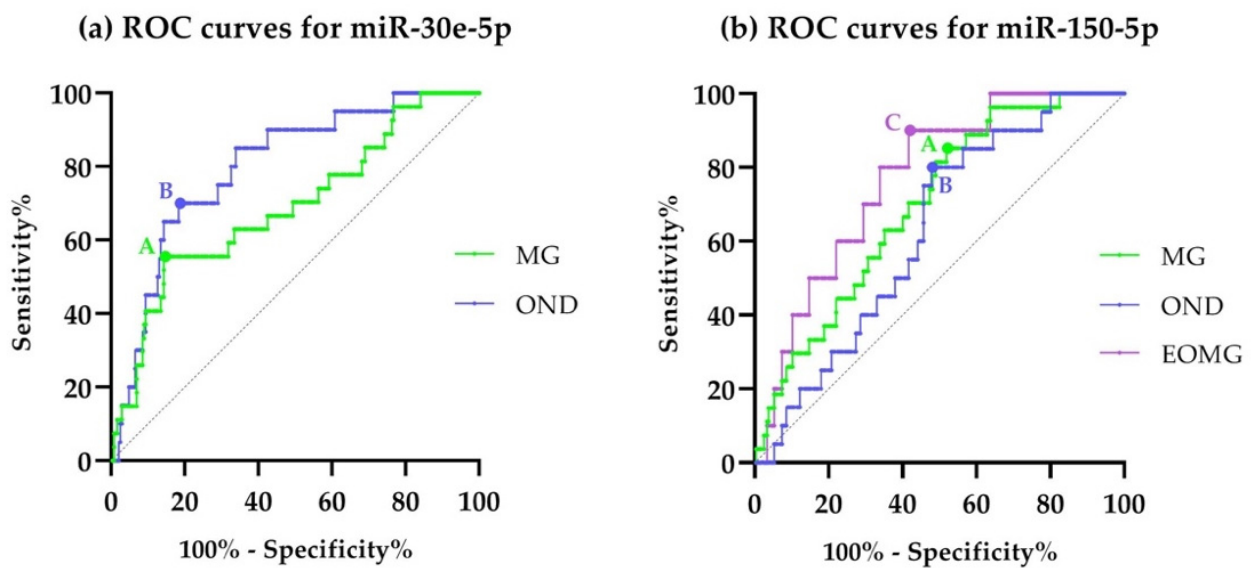 (a) ROC curves for miR-30e-5p
100
80
60
40
20
0
Sensitivity%
B
A
MG
OND
0 20 40 60 80 100
100% - Specificity%
(b) ROC curves for miR-150-5p
100
80
60
40
20
0
Sensitivity%
C
A
B
MG
OND
EOMG
0 20 40 60 80 100
100% - Specificity%